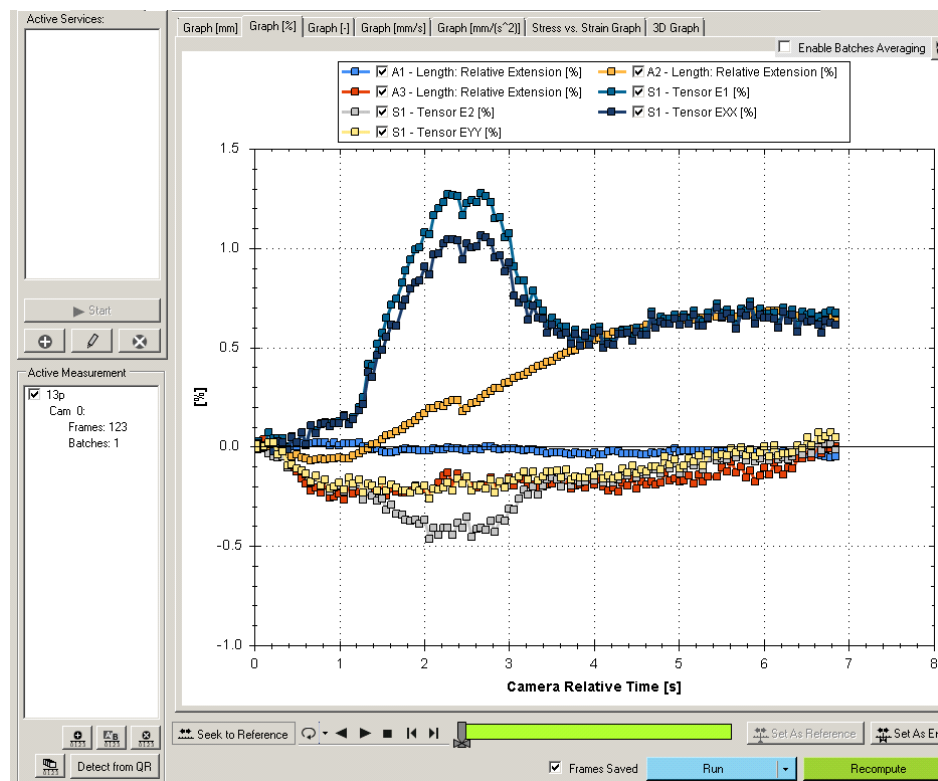 Active Services:
Start
Active Measurement
13p
Cam 0:
Frames: 123
Batches: 1
Detect from QR
Graph [mm] Graph [%] Graph [-] Graph [mm/s] Graph [mm/(s^2)] Stress vs. Strain Graph 3D Graph
Enable Batches Averaging
A1 - Length: Relative Extension [%] A2 - Length: Relative Extension [%]
A3 - Length: Relative Extension [%] S1 - Tensor E1 [%]
S1 - Tensor E2 [%] S1 - Tensor EXX [%]
S1 - Tensor EYY [%]
1.5
1.0
0.5
0.0
-0.5
-1.0
[%]
0 1 2 3 4 5 6 7 8
Camera Relative Time [s]
Seek to Reference Set As Reference Set As En
Frames Saved Run Recompute